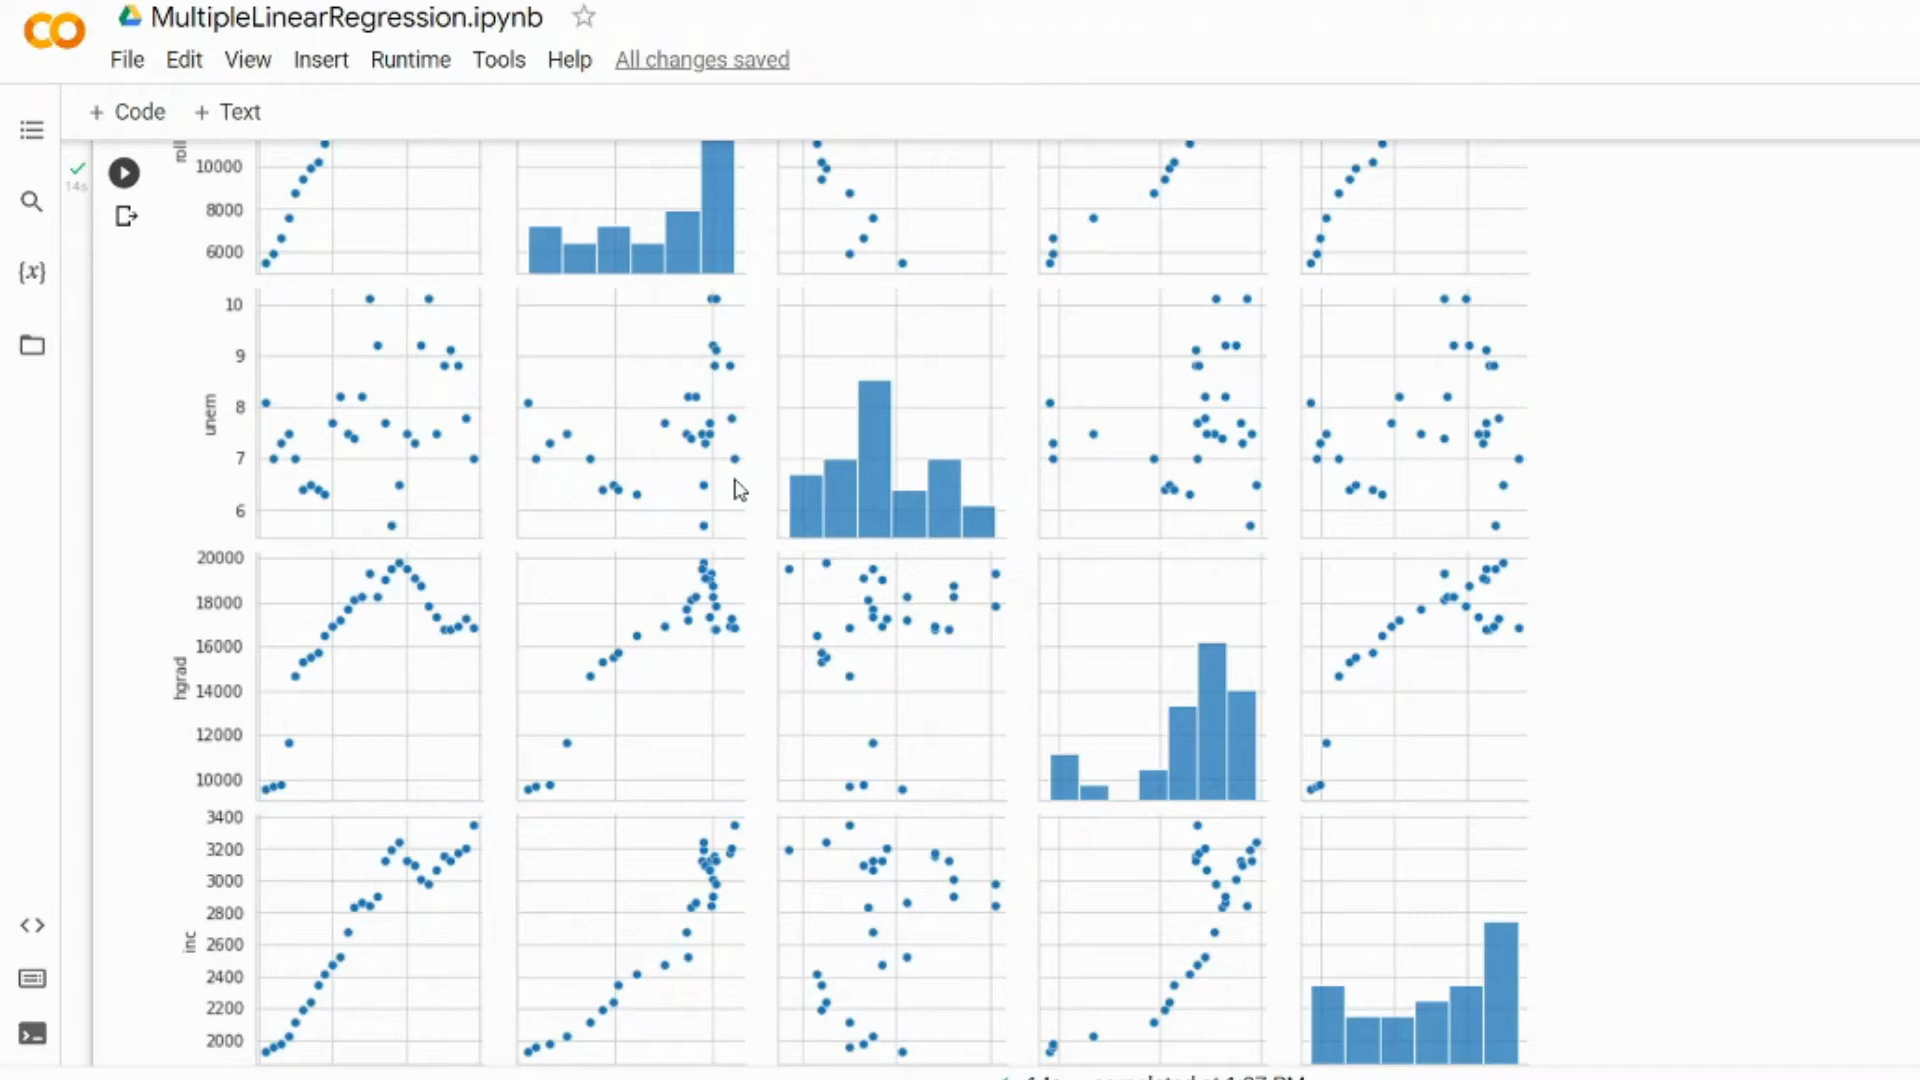 MultipleLinearRegression.ipynb
File Edit View Insert Runtime Tools Help All changes saved
+ Code + Text
14s
roll
10000
8000
6000
{x}
10
9
8
7
6
unem
20000
18000
16000
14000
12000
10000
hgrad
3400
3200
3000
2800
2600
2400
2200
2000
inc